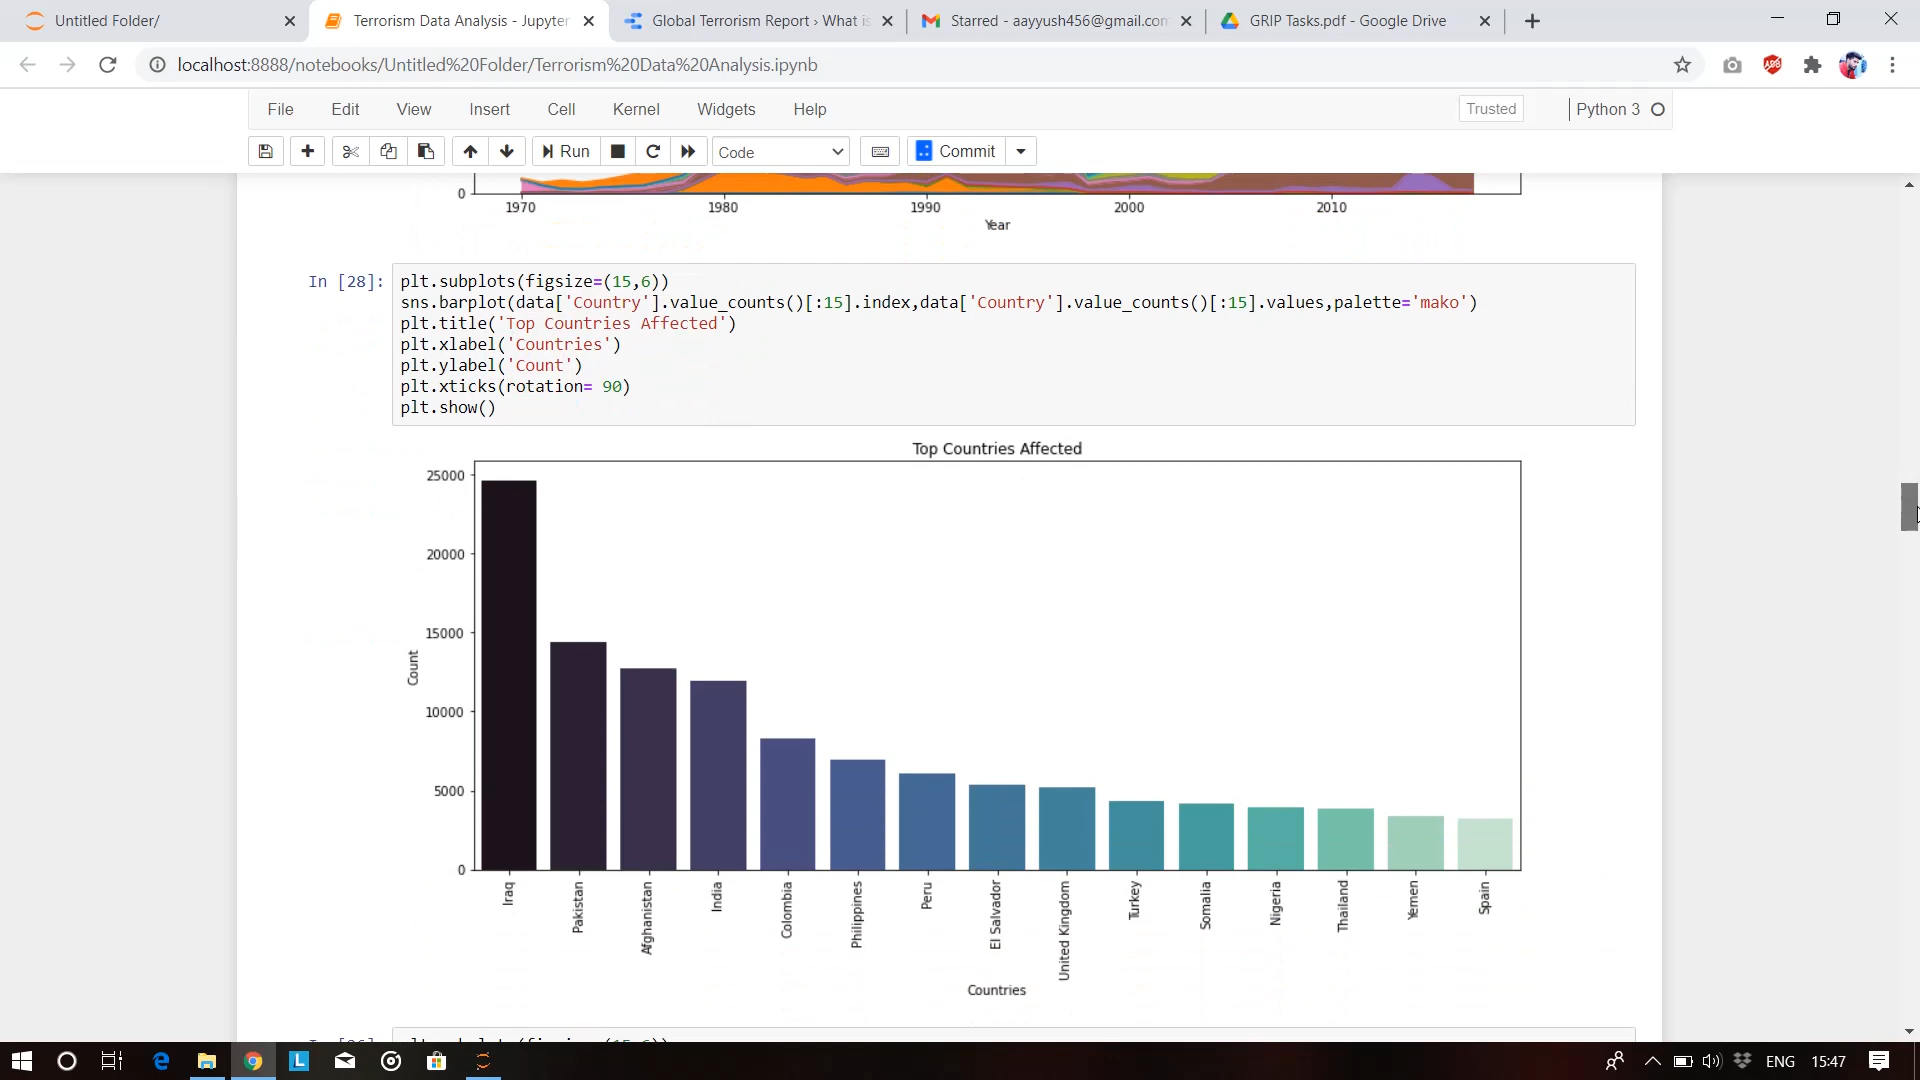 Untitled Folder/
Terrorism Data Analysis - Jupyter
Global Terrorism Report › What is
Starred - aayyush456@gmail.com
GRIP Tasks.pdf - Google Drive
localhost:8888/notebooks/Untitled%20Folder/Terrorism%20Data%20Analysis.ipynb
File Edit View Insert Cell Kernel Widgets Help
Trusted
Python 3
Run
Code
Commit
0
1970 1980 1990 2000 2010
Year
In [28]:
plt.subplots(figsize=(15,6))
sns.barplot(data['Country'].value_counts()[:15].index,data['Country'].value_counts()[:15].values,palette='mako')
plt.title('Top Countries Affected')
plt.xlabel('Countries')
plt.ylabel('Count')
plt.xticks(rotation= 90)
plt.show()
Top Countries Affected
25000
20000
15000
10000
5000
0
Count
Iraq
Pakistan
Afghanistan
India
Colombia
Philippines
Peru
El Salvador
United Kingdom
Turkey
Somalia
Nigeria
Thailand
Yemen
Spain
Countries
L
ENG
15:47